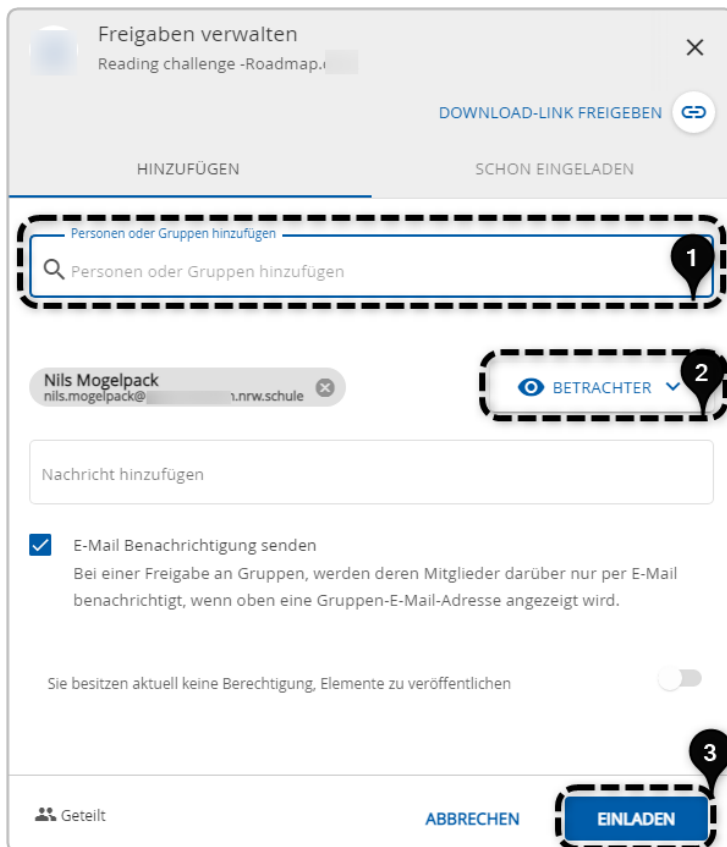 Freigaben verwalten
Reading challenge -Roadmap.
DOWNLOAD-LINK FREIGEBEN
HINZUFÜGEN
SCHON EINGELADEN
Personen oder Gruppen hinzufügen
Personen oder Gruppen hinzufügen
1
Nils Mogelpack
nils.mogelpack@ .nrw.schule
BETRACHTER
2
Nachricht hinzufügen
E-Mail Benachrichtigung senden
Bei einer Freigabe an Gruppen, werden deren Mitglieder darüber nur per E-Mail
benachrichtigt, wenn oben eine Gruppen-E-Mail-Adresse angezeigt wird.
Sie besitzen aktuell keine Berechtigung, Elemente zu veröffentlichen
3
Geteilt
ABBRECHEN
EINLADEN